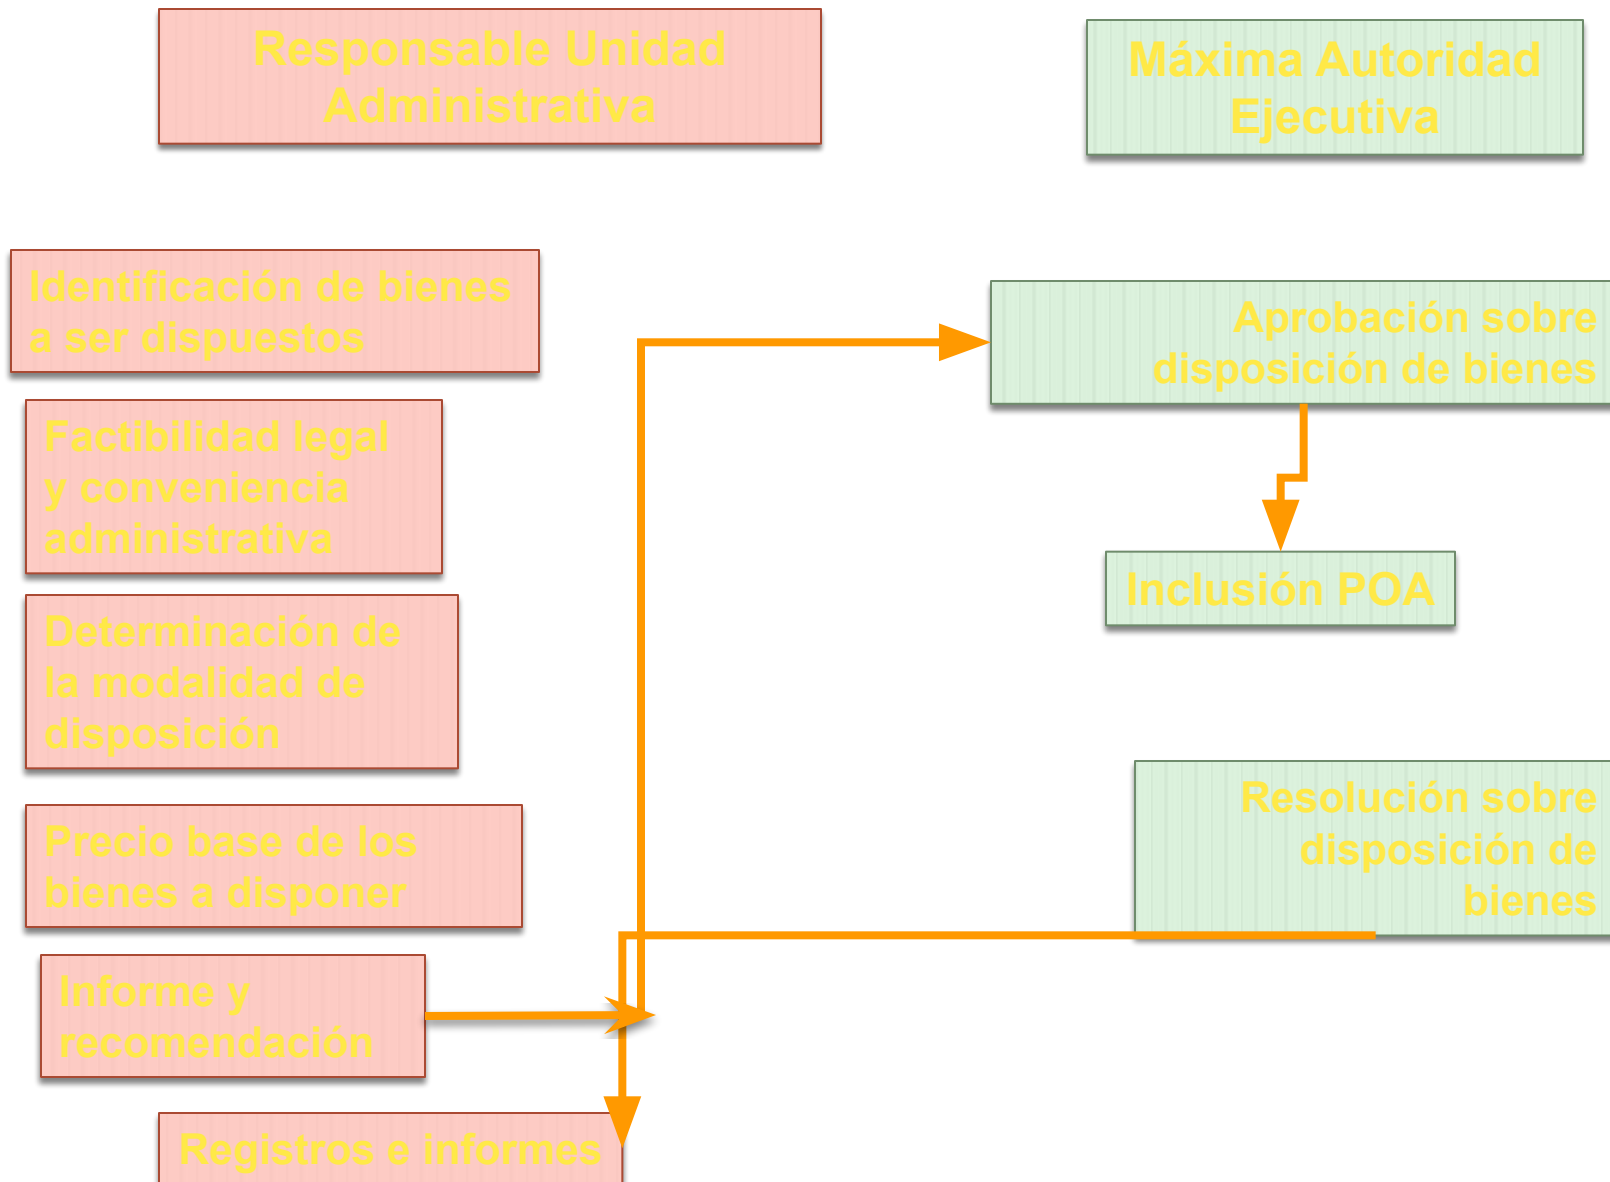 Responsable Unidad
Administrativa
Máxima Autoridad
Ejecutiva
Identificación de bienes
a ser dispuestos
Factibilidad legal
y conveniencia
administrativa
Determinación de
la modalidad de
disposición
Precio base de los
bienes a disponer
Informe y
recomendación
Registros e informes
Aprobación sobre
disposición de bienes
Inclusión POA
Resolución sobre
disposición de
bienes